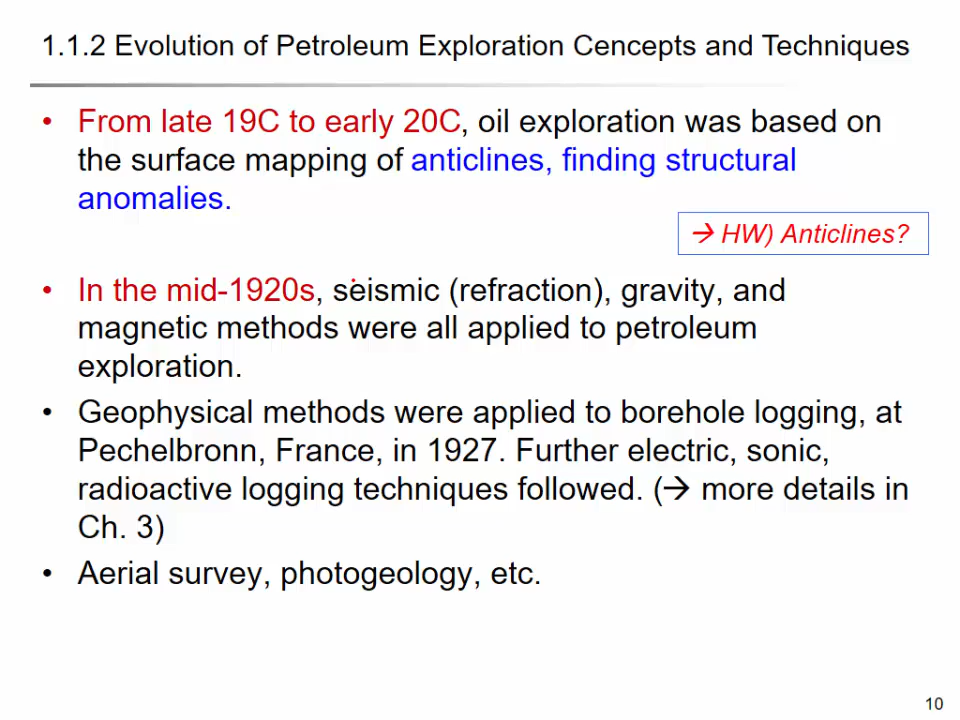 1.1.2 Evolution of Petroleum Exploration Cencepts and Techniques
• From late 19C to early 20C, oil exploration was based on
the surface mapping of anticlines, finding structural
anomalies.
→ HW) Anticlines?
• In the mid-1920s, seismic (refraction), gravity, and
magnetic methods were all applied to petroleum
exploration.
• Geophysical methods were applied to borehole logging, at
Pechelbronn, France, in 1927. Further electric, sonic,
radioactive logging techniques followed. (→ more details in
Ch. 3)
• Aerial survey, photogeology, etc.
10